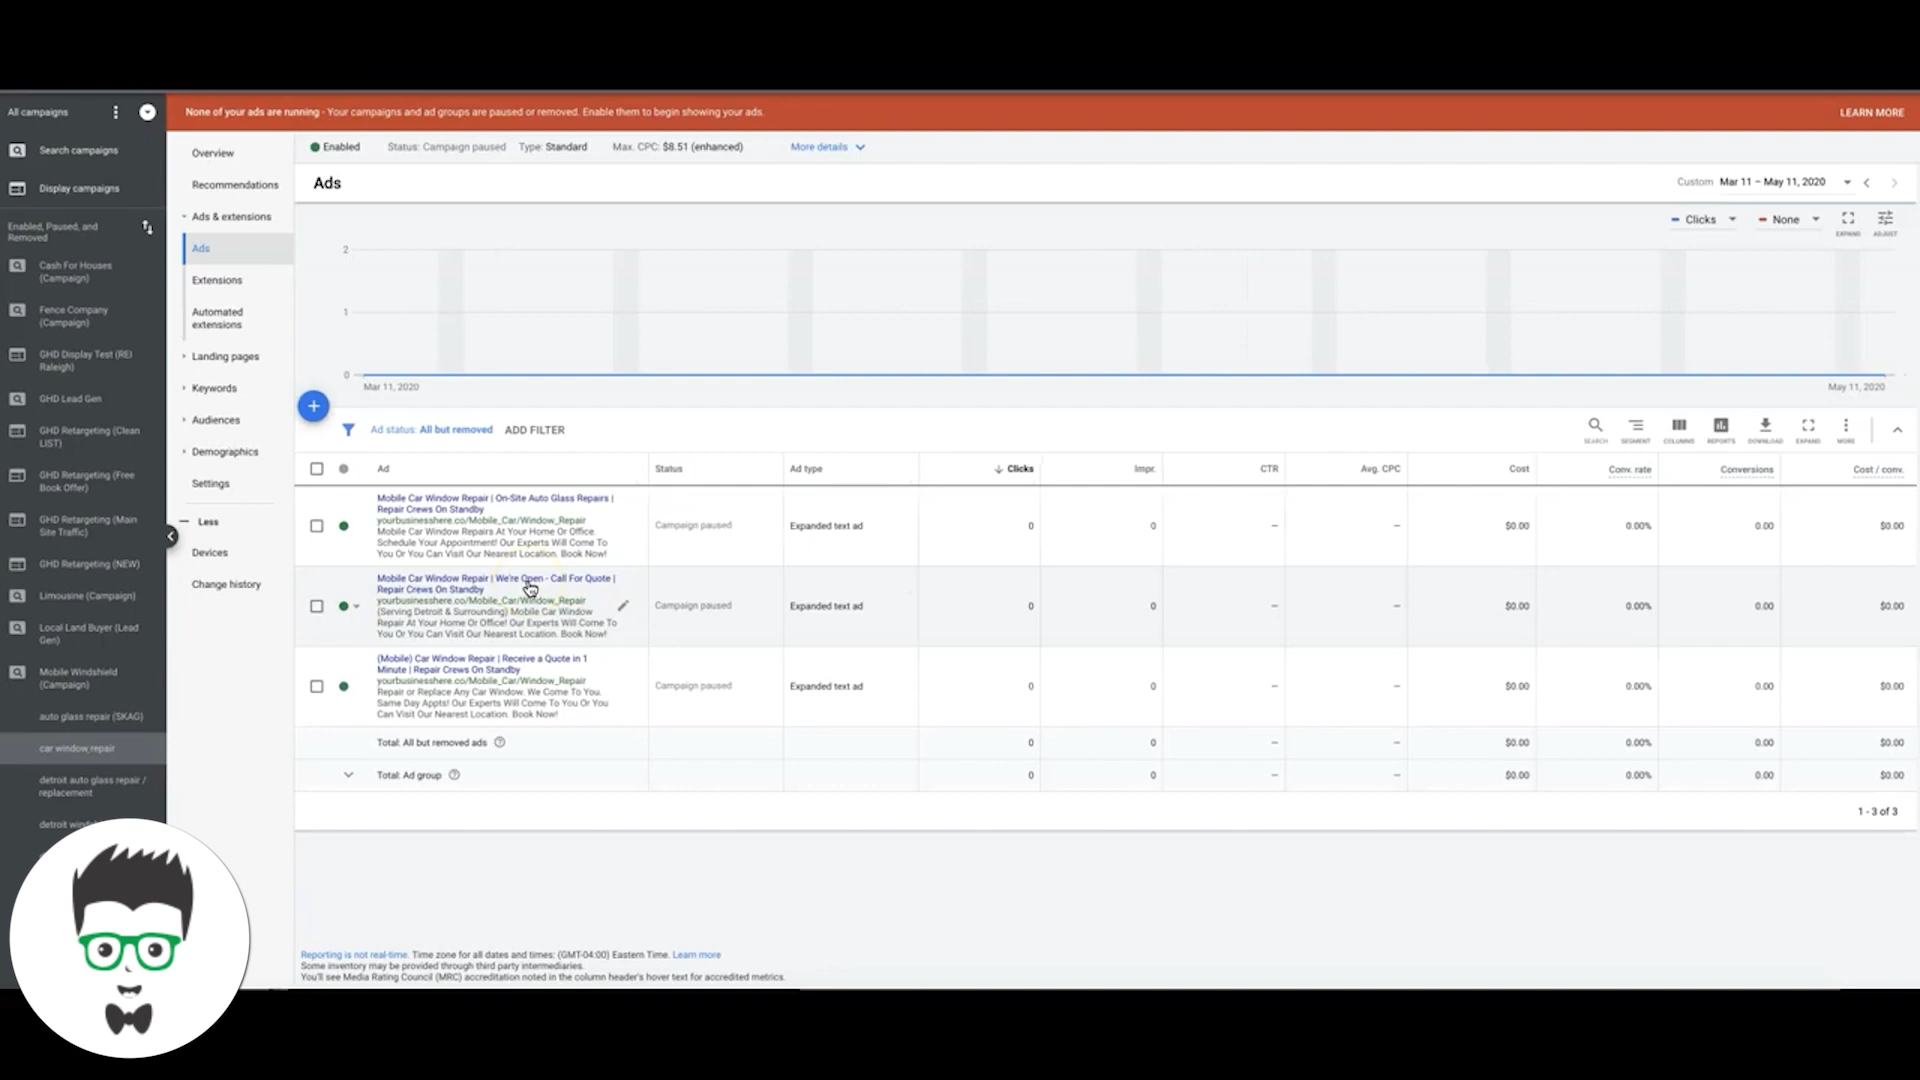 All campaigns
None of your ads are running - Your campaigns and ad groups are paused or removed. Enable them to begin showing your ads.
LEARN MORE
Search campaigns
Display campaigns
Enabled, Paused, and
Removed
Cash For Houses
(Campaign)
Fence Company
(Campaign)
GHD Display Test (REI
Raleigh)
GHD Lead Gen
GHD Retargeting (Clean
LIST)
GHD Retargeting (Free
Book Offer)
GHD Retargeting (Main
Site Traffic)
GHD Retargeting (NEW)
Limousine (Campaign)
Local Land Buyer (Lead
Gen)
Mobile Windshield
(Campaign)
auto glass repair (SKAG)
car window repair
detroit auto glass repair /
replacement
Overview
Recommendations
Ads & extensions
Ads
Extensions
Automated
extensions
Landing pages
Keywords
Audiences
Demographics
Settings
Less
Devices
Change history
Enabled Status: Campaign paused Type: Standard Max. CPC: $8.51 (enhanced) More details
Ads
Custom Mar 11 – May 11, 2020
Clicks None
EXPAND ADJUST
2
1
0
Mar 11, 2020 May 11, 2020
Ad status: All but removed ADD FILTER
SEARCH SEGMENT COLUMNS REPORTS DOWNLOAD EXPAND MORE
Ad Status Ad type Clicks Impr. CTR Avg. CPC Cost Conv. rate Conversions Cost / conv.
Mobile Car Window Repair | On-Site Auto Glass Repairs |
Repair Crews On Standby
yourbusinesshere.co/Mobile_Car/Window_Repair
Mobile Car Window Repairs At Your Home Or Office.
Schedule Your Appointment! Our Experts Will Come To
You Or You Can Visit Our Nearest Location. Book Now!
Campaign paused Expanded text ad 0 0 – – $0.00 0.00% 0.00 $0.00
Mobile Car Window Repair | We're Open - Call For Quote |
Repair Crews On Standby
yourbusinesshere.co/Mobile_Car/Window_Repair
(Serving Detroit & Surrounding) Mobile Car Window
Repair At Your Home Or Office! Our Experts Will Come To
You Or You Can Visit Our Nearest Location. Book Now!
Campaign paused Expanded text ad 0 0 – – $0.00 0.00% 0.00 $0.00
(Mobile) Car Window Repair | Receive a Quote in 1
Minute | Repair Crews On Standby
yourbusinesshere.co/Mobile_Car/Window_Repair
Repair or Replace Any Car Window. We Come To You.
Same Day Appts! Our Experts Will Come To You Or You
Can Visit Our Nearest Location. Book Now!
Campaign paused Expanded text ad 0 0 – – $0.00 0.00% 0.00 $0.00
Total: All but removed ads 0 0 – – $0.00 0.00% 0.00 $0.00
Total: Ad group 0 0 – – $0.00 0.00% 0.00 $0.00
1 - 3 of 3
detroit
Reporting is not real-time. Time zone for all dates and times: (GMT-04:00) Eastern Time. Learn more
Some inventory may be provided through third party intermediaries.
You'll see Media Rating Council (MRC) accreditation noted in the column header's hover text for accredited metrics.